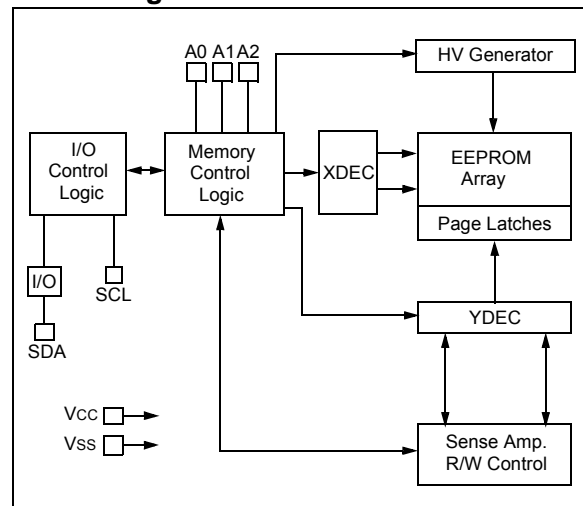 A0 A1 A2
HV Generator
I/O
Control
Logic
Memory
Control
Logic
XDEC
EEPROM
Array
Page Latches
I/O
SCL
SDA
YDEC
Vcc
Vss
Sense Amp.
R/W Control